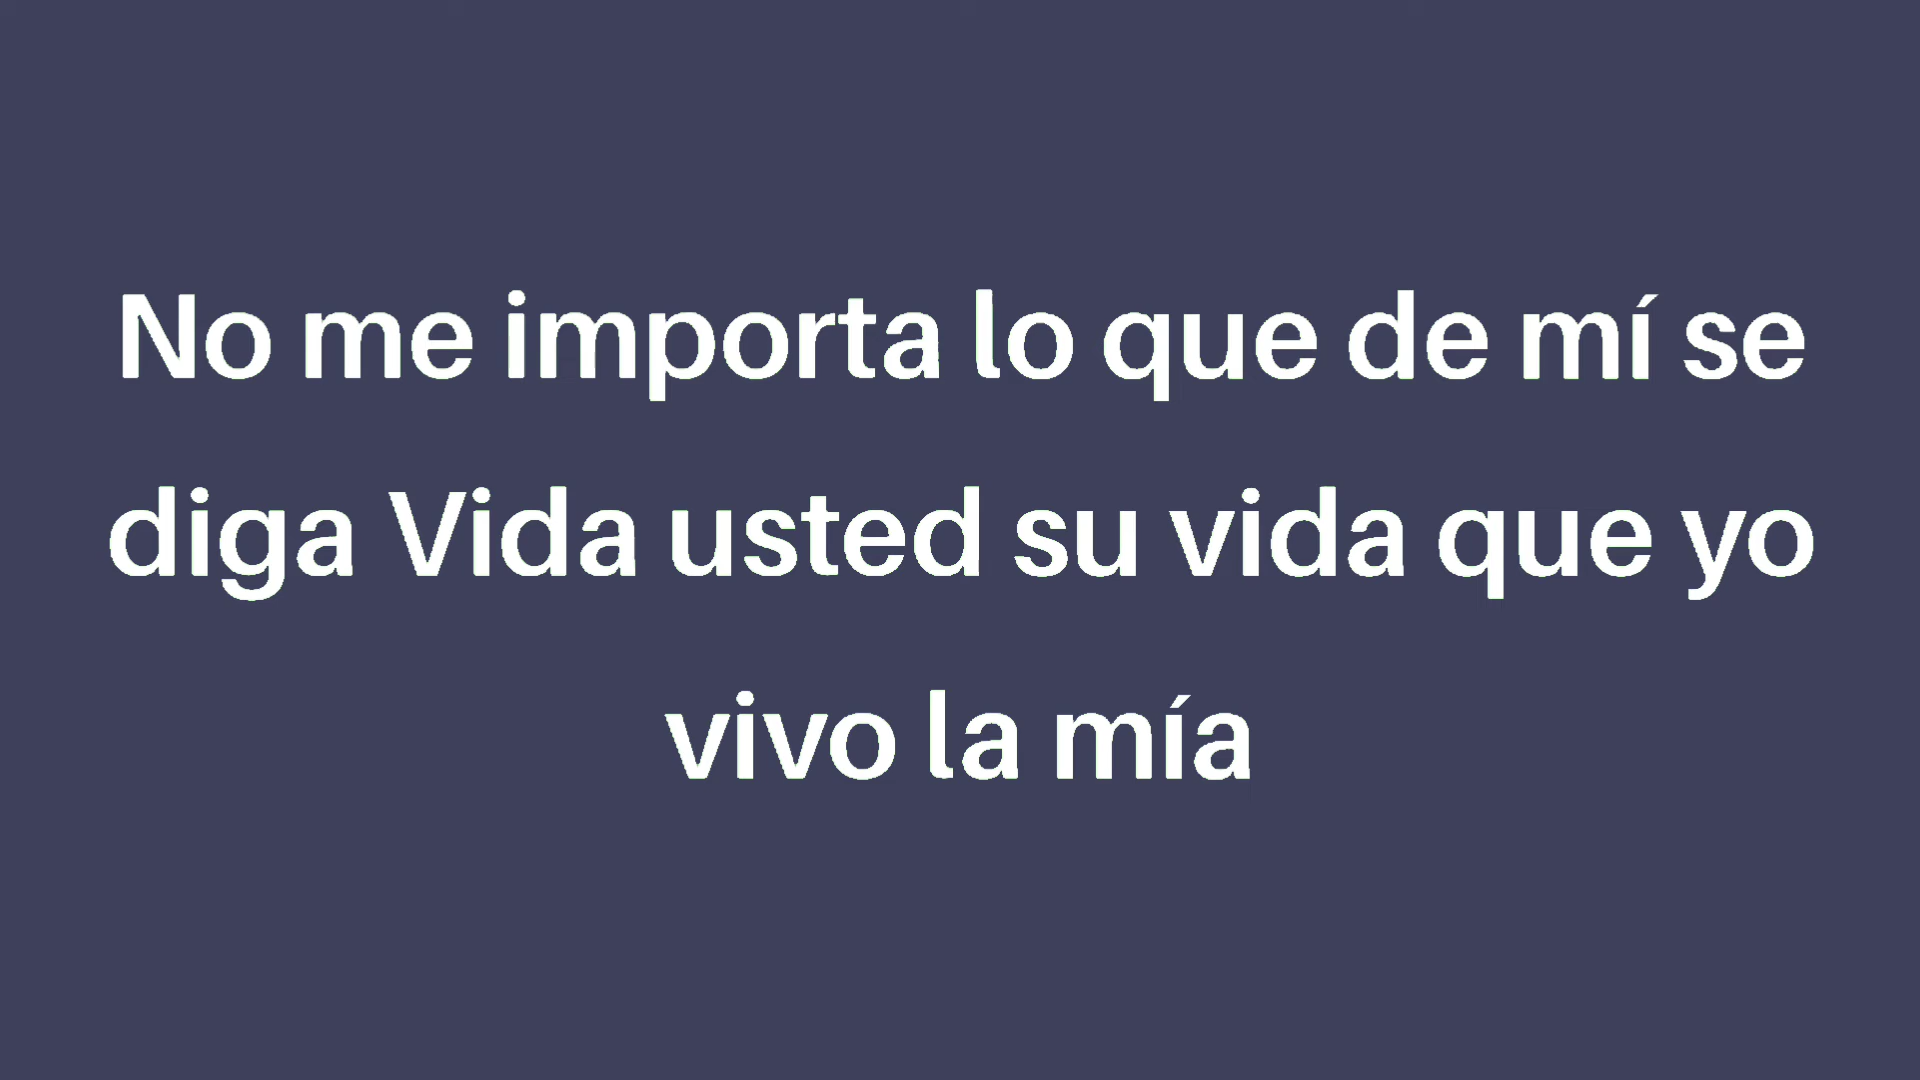 No me importa lo que de mí se
diga Vida usted su vida que yo
vivo la mía